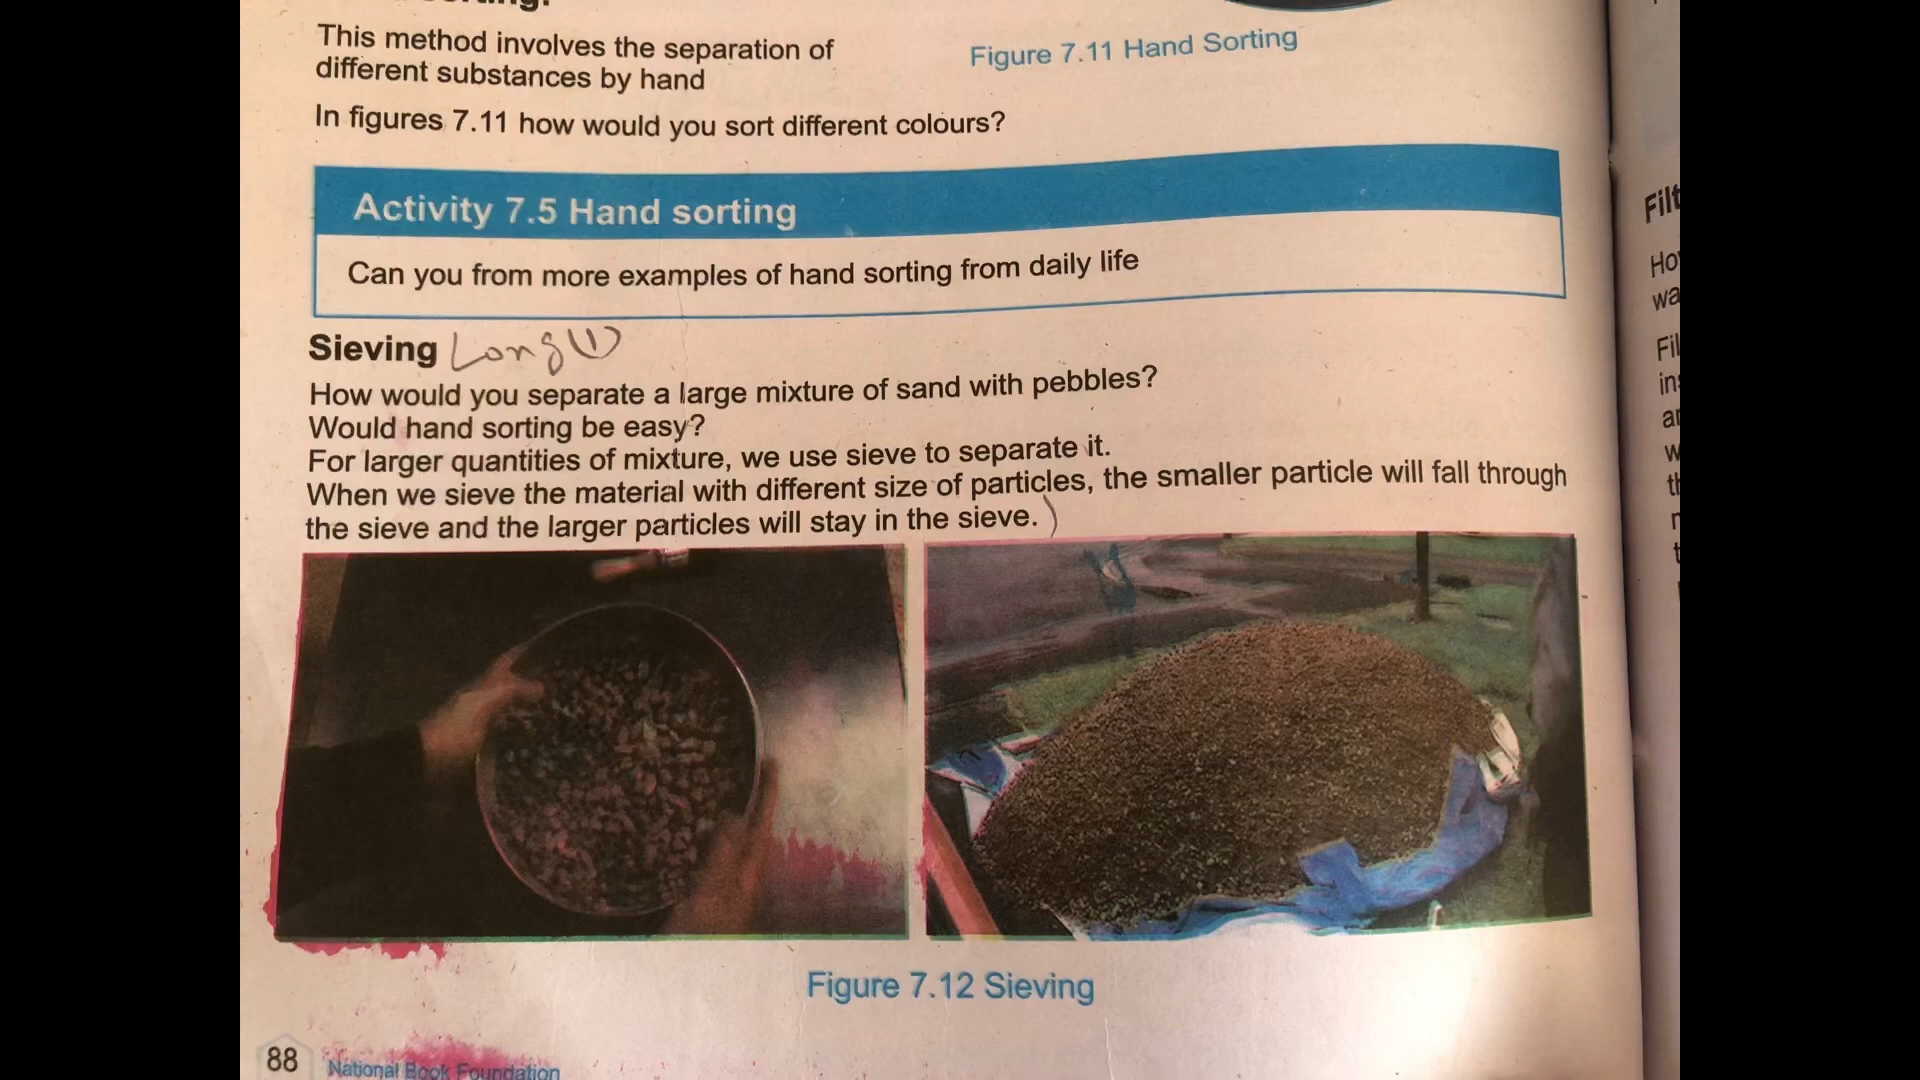 This method involves the separation of
different substances by hand
Figure 7.11 Hand Sorting
In figures 7.11 how would you sort different colours?
Activity 7.5 Hand sorting
Can you from more examples of hand sorting from daily life
Sieving Long (1)
How would you separate a large mixture of sand with pebbles?
Would hand sorting be easy?
For larger quantities of mixture, we use sieve to separate it.
When we sieve the material with different size of particles, the smaller particle will fall through
the sieve and the larger particles will stay in the sieve. )
Figure 7.12 Sieving
88
National Book Foundation